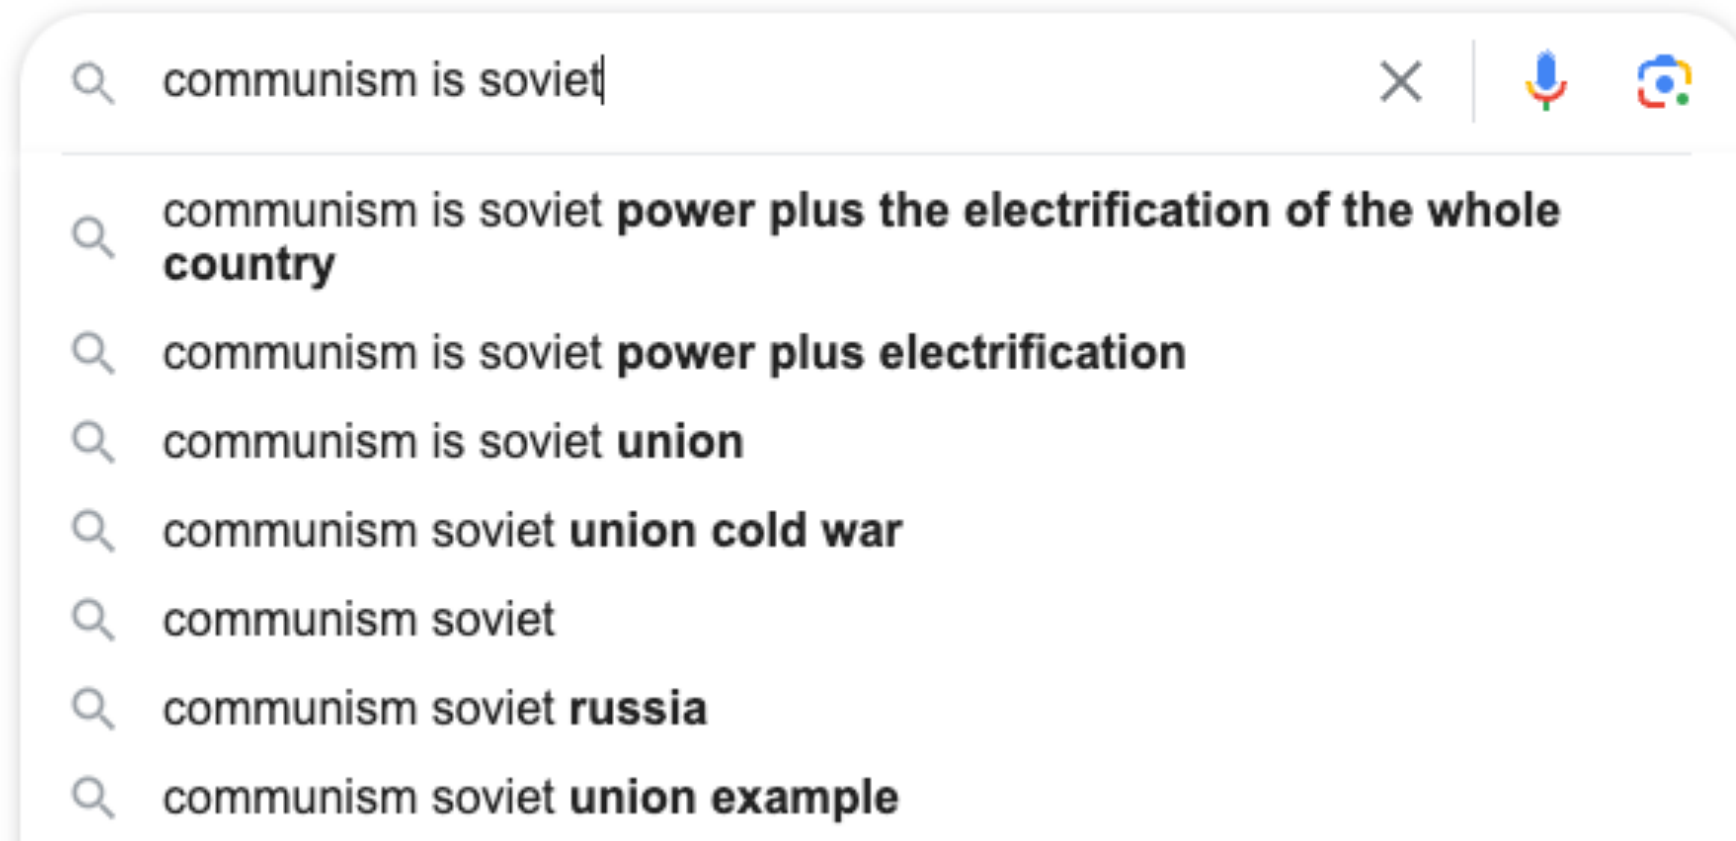 communism is soviet
communism is soviet power plus the electrification of the whole
country
communism is soviet power plus electrification
communism is soviet union
communism soviet union cold war
communism soviet
communism soviet russia
communism soviet union example